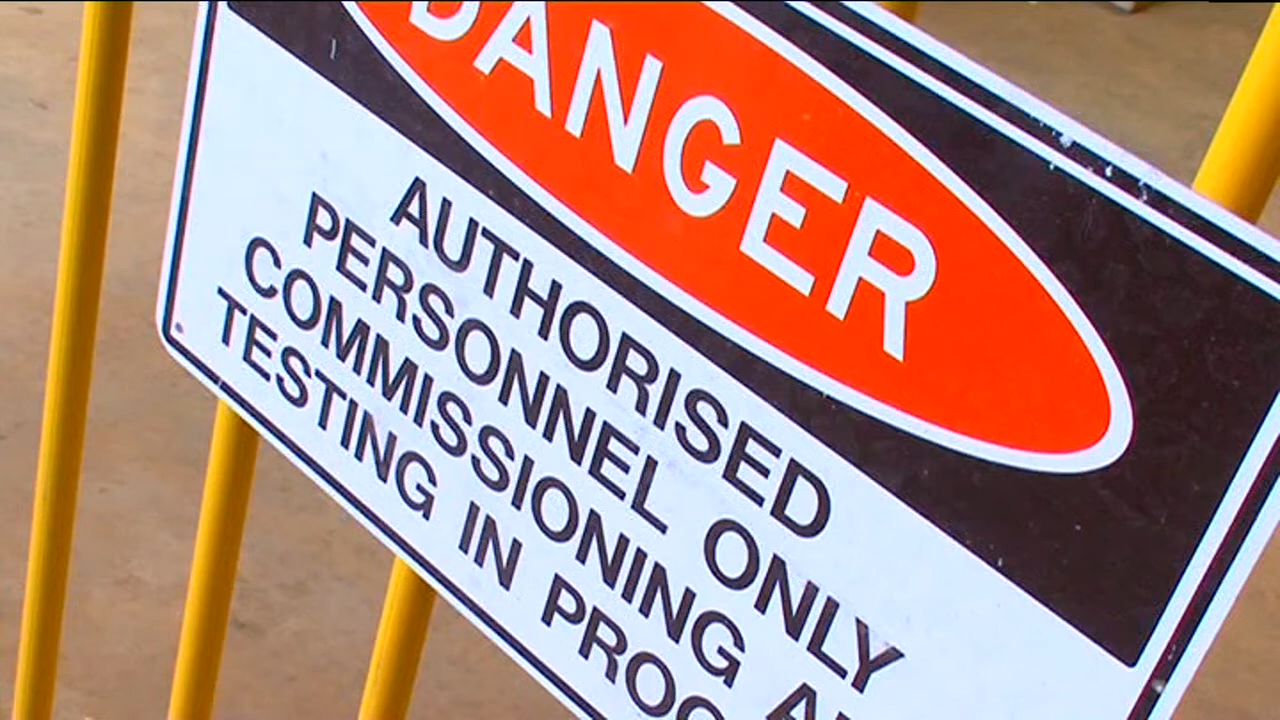 DANGER
AUTHORISED
PERSONNEL ONLY
COMMISSIONING
TESTING IN